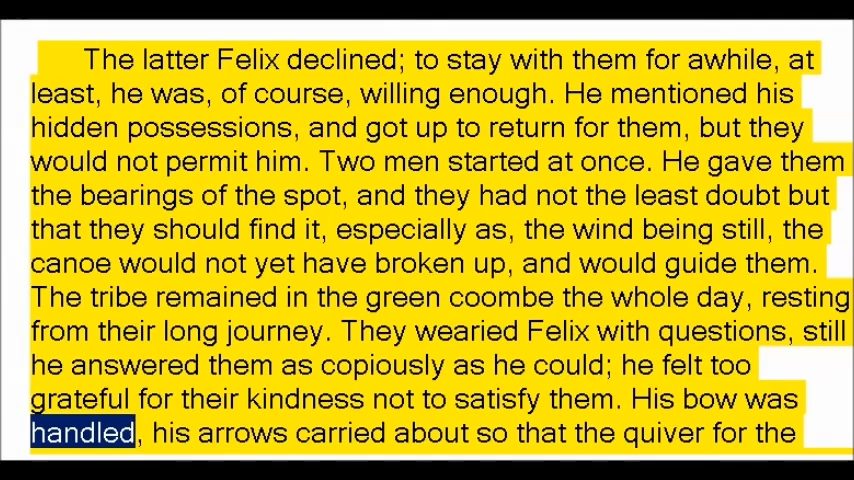 The latter Felix declined; to stay with them for awhile, at
least, he was, of course, willing enough. He mentioned his
hidden possessions, and got up to return for them, but they
would not permit him. Two men started at once. He gave them
the bearings of the spot, and they had not the least doubt but
that they should find it, especially as, the wind being still, the
canoe would not yet have broken up, and would guide them.
The tribe remained in the green coombe the whole day, resting
from their long journey. They wearied Felix with questions, still
he answered them as copiously as he could; he felt too
grateful for their kindness not to satisfy them. His bow was
handled, his arrows carried about so that the quiver for the